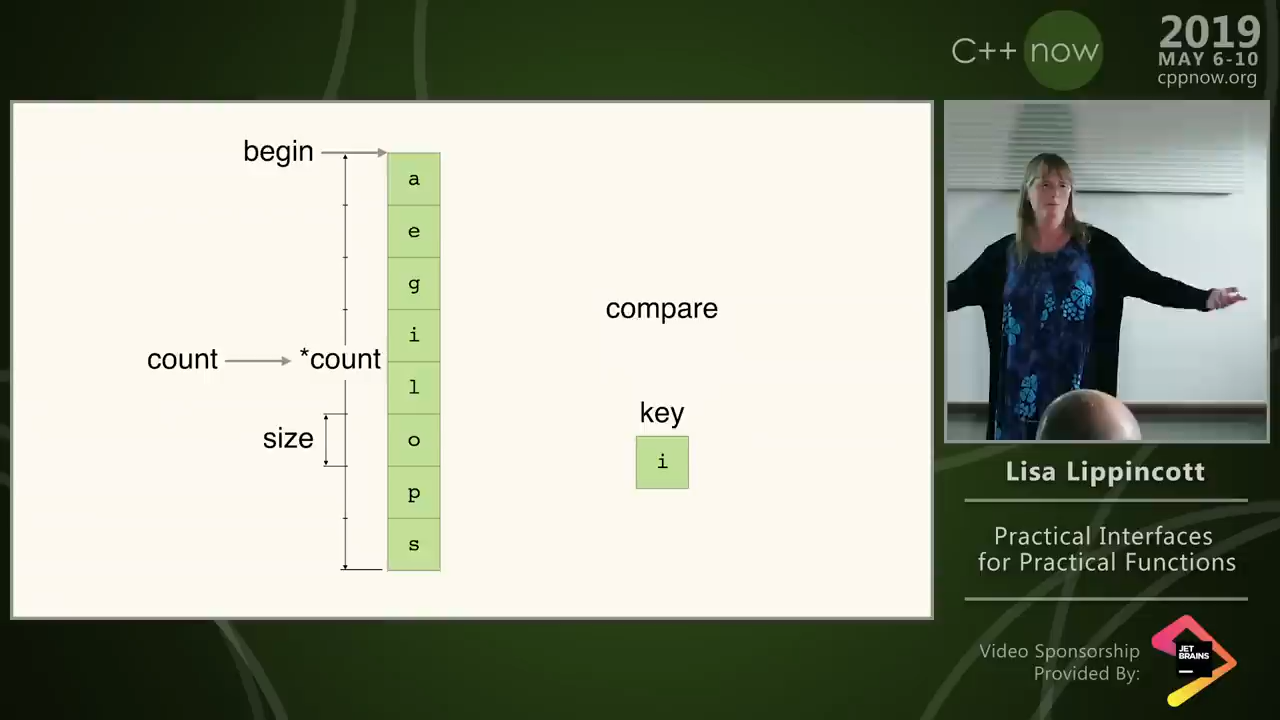 C++ now
2019
MAY 6-10
cppnow.org
begin
a
e
g
i
count
*count
l
size
o
p
s
compare
key
i
Lisa Lippincott
Practical Interfaces
for Practical Functions
Video Sponsorship
Provided By:
JET
BRAINS